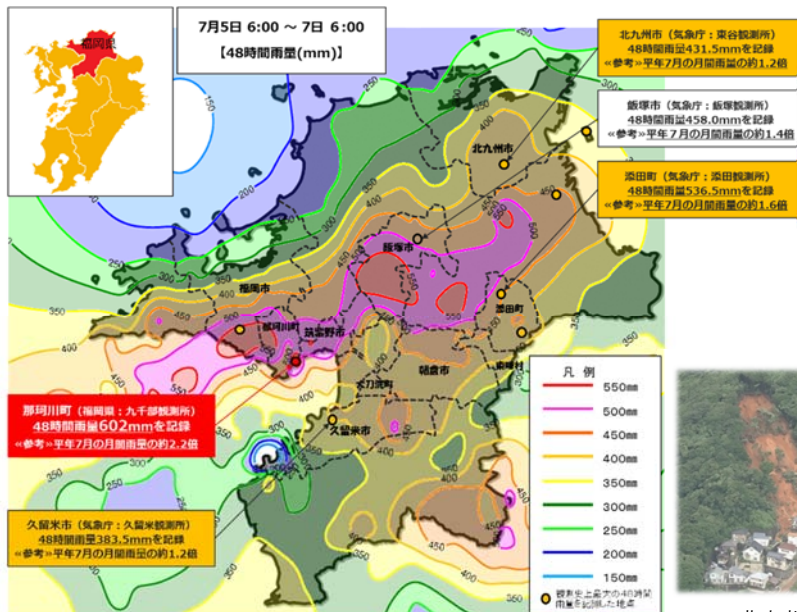 福岡県
7月5日 6:00 ～ 7日 6:00
【48時間雨量(mm)】
北九州市（気象庁：東谷観測所）
48時間雨量431.5mmを記録
≪参考≫平年7月の月間雨量の約1.2倍
飯塚市（気象庁：飯塚観測所）
48時間雨量458.0mmを記録
≪参考≫平年7月の月間雨量の約1.4倍
添田町（気象庁：添田観測所）
48時間雨量536.5mmを記録
≪参考≫平年7月の月間雨量の約1.6倍
北九州市
飯塚市
福岡市
那珂川町
筑紫野市
添田町
朝倉市
東峰村
大刀洗町
久留米市
那珂川町（福岡県：九千部観測所）
48時間雨量602mmを記録
≪参考≫平年7月の月間雨量の約2.2倍
久留米市（気象庁：久留米観測所）
48時間雨量383.5mmを記録
≪参考≫平年7月の月間雨量の約1.2倍
凡 例
550㎜
500㎜
450㎜
400㎜
350㎜
300㎜
250㎜
200㎜
150㎜
観測史上最大の48時間
雨量を記録した地点